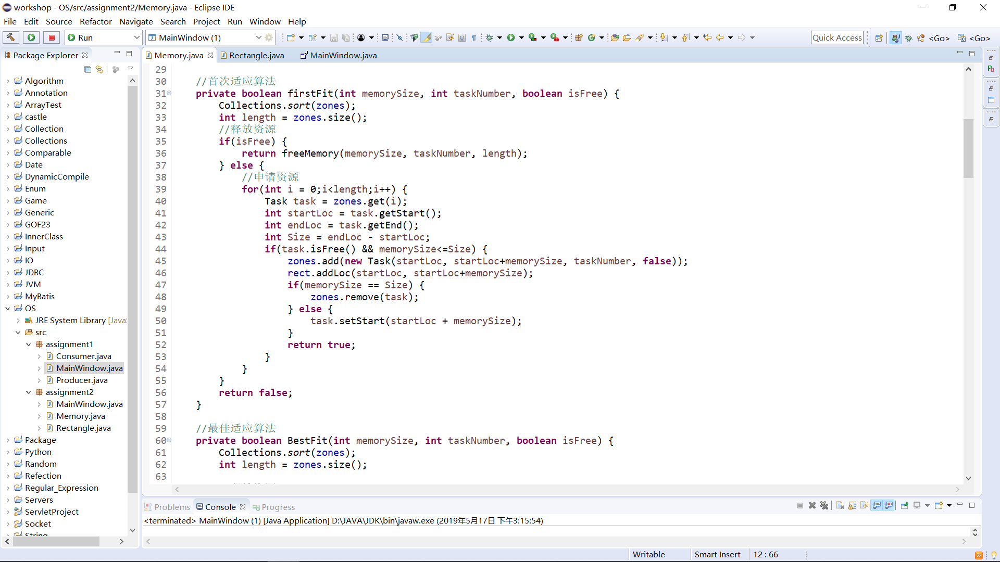 workshop - OS/src/assignment2/Memory.java - Eclipse IDE
File Edit Source Refactor Navigate Search Project Run Window Help
Run
MainWindow (1)
Quick Access
<Go>
<Go>
Package Explorer
Algorithm
Annotation
ArrayTest
castle
Collection
Collections
Comparable
Date
DynamicCompile
Enum
Game
Generic
GOF23
InnerClass
Input
IO
JDBC
JVM
MyBatis
OS
JRE System Library [Java
src
assignment1
Consumer.java
MainWindow.java
Producer.java
assignment2
MainWindow.java
Memory.java
Rectangle.java
Package
Python
Random
Refection
Regular_Expression
Servers
ServletProject
Socket
String
Memory.java Rectangle.java MainWindow.java
29
30 //首次适应算法
31 private boolean firstFit(int memorySize, int taskNumber, boolean isFree) {
32 Collections.sort(zones);
33 int length = zones.size();
34 //释放资源
35 if(isFree) {
36 return freeMemory(memorySize, taskNumber, length);
37 } else {
38 //申请资源
39 for(int i = 0;i<length;i++) {
40 Task task = zones.get(i);
41 int startLoc = task.getStart();
42 int endLoc = task.getEnd();
43 int Size = endLoc - startLoc;
44 if(task.isFree() && memorySize<=Size) {
45 zones.add(new Task(startLoc, startLoc+memorySize, taskNumber, false));
46 rect.addLoc(startLoc, startLoc+memorySize);
47 if(memorySize == Size) {
48 zones.remove(task);
49 } else {
50 task.setStart(startLoc + memorySize);
51 }
52 return true;
53 }
54 }
55 }
56 return false;
57 }
58
59 //最佳适应算法
60 private boolean BestFit(int memorySize, int taskNumber, boolean isFree) {
61 Collections.sort(zones);
62 int length = zones.size();
63
Problems Console Progress
<terminated> MainWindow (1) [Java Application] D:\JAVA\JDK\bin\javaw.exe (2019年5月17日 下午3:15:54)
Writable Smart Insert 12 : 66